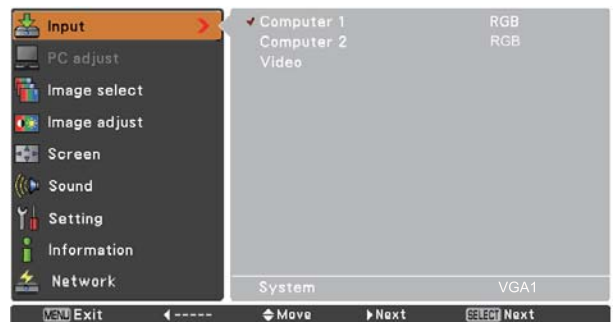 Input
PC adjust
Image select
Image adjust
Screen
Sound
Setting
Information
Network
Computer 1 RGB
Computer 2 RGB
Video
System VGA1
MENU Exit ----- Move Next SELECT Next